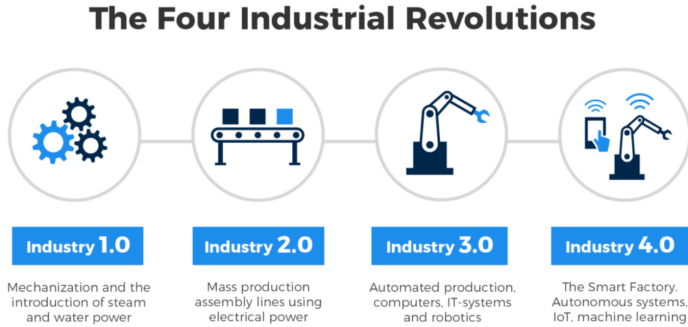 The Four Industrial Revolutions
Industry 1.0
Industry 2.0
Industry 3.0
Industry 4.0
Mechanization and the
introduction of steam
and water power
Mass production
assembly lines using
electrical power
Automated production,
computers, IT-systems
and robotics
The Smart Factory.
Autonomous systems,
IoT, machine learning